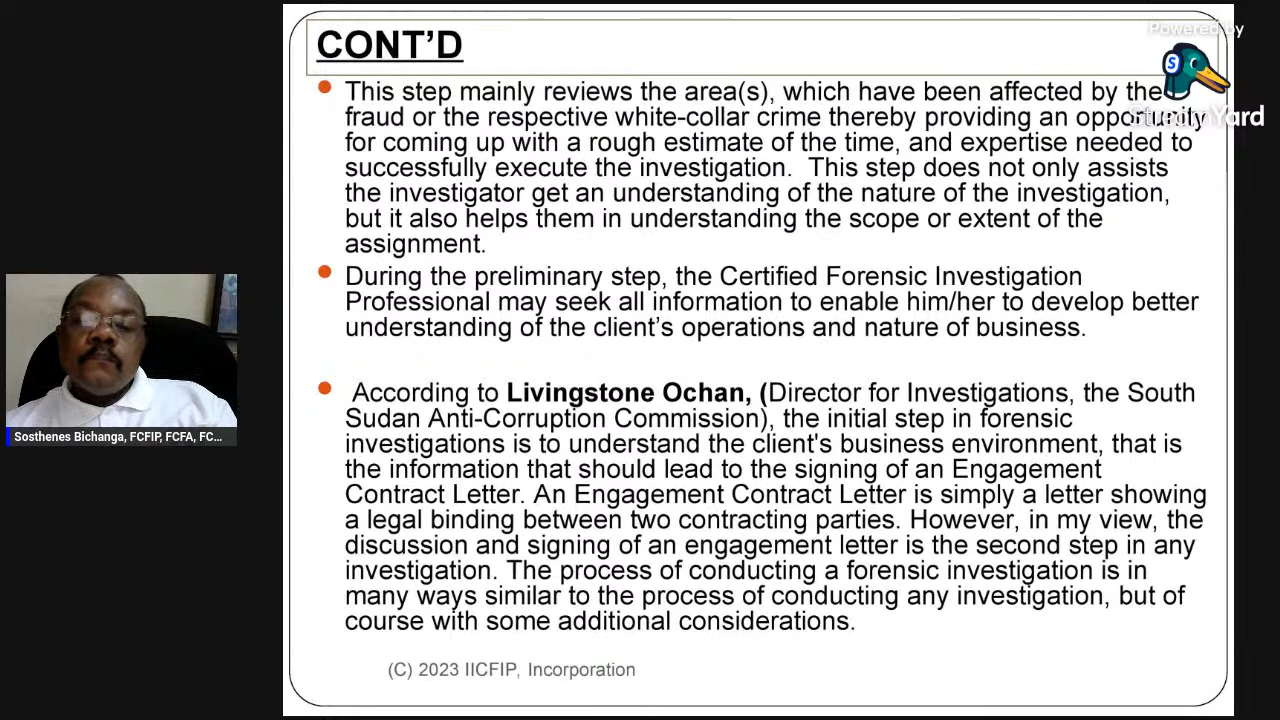 CONT’D
This step mainly reviews the area(s), which have been affected by the
fraud or the respective white-collar crime thereby providing an opportunity
for coming up with a rough estimate of the time, and expertise needed to
successfully execute the investigation.  This step does not only assists
the investigator get an understanding of the nature of the investigation,
but it also helps them in understanding the scope or extent of the
assignment.
During the preliminary step, the Certified Forensic Investigation
Professional may seek all information to enable him/her to develop better
understanding of the client’s operations and nature of business.
According to Livingstone Ochan, (Director for Investigations, the South
Sudan Anti-Corruption Commission), the initial step in forensic
investigations is to understand the client's business environment, that is
the information that should lead to the signing of an Engagement
Contract Letter. An Engagement Contract Letter is simply a letter showing
a legal binding between two contracting parties. However, in my view, the
discussion and signing of an engagement letter is the second step in any
investigation. The process of conducting a forensic investigation is in
many ways similar to the process of conducting any investigation, but of
course with some additional considerations.
(C) 2023 IICFIP, Incorporation
Powered by
S
StreamYard
Sosthenes Bichanga, FCFIP, FCFA, FC...